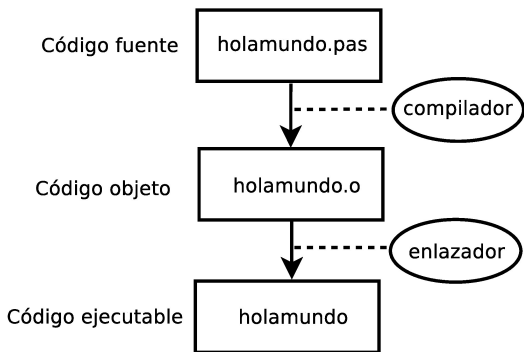 Código fuente
holamundo.pas
compilador
Código objeto
holamundo.o
enlazador
Código ejecutable
holamundo